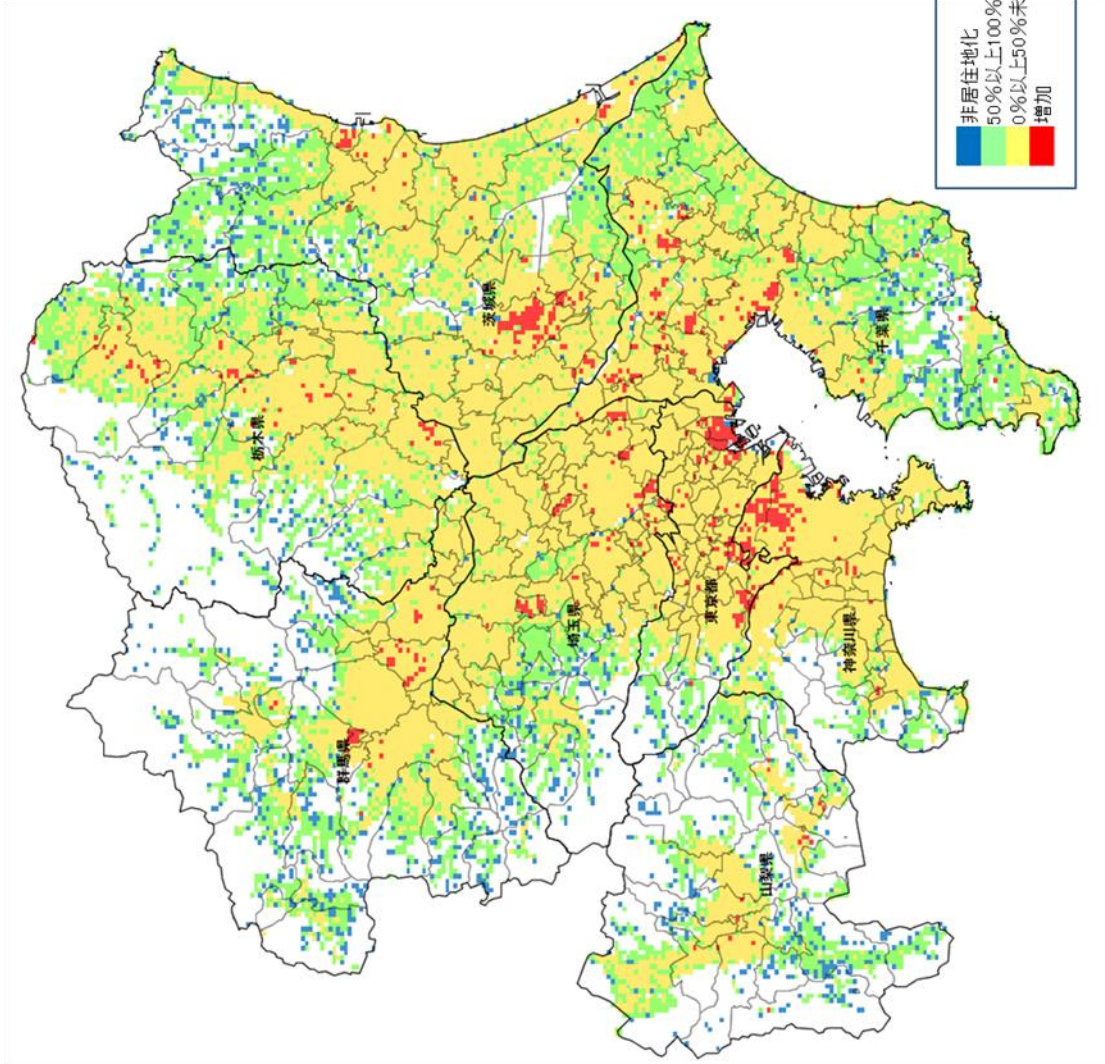 栃木県
群馬県
茨城県
埼玉県
東京都
千葉県
神奈川県
山梨県
非居住地化
50%以上100%
0%以上50%未
増加